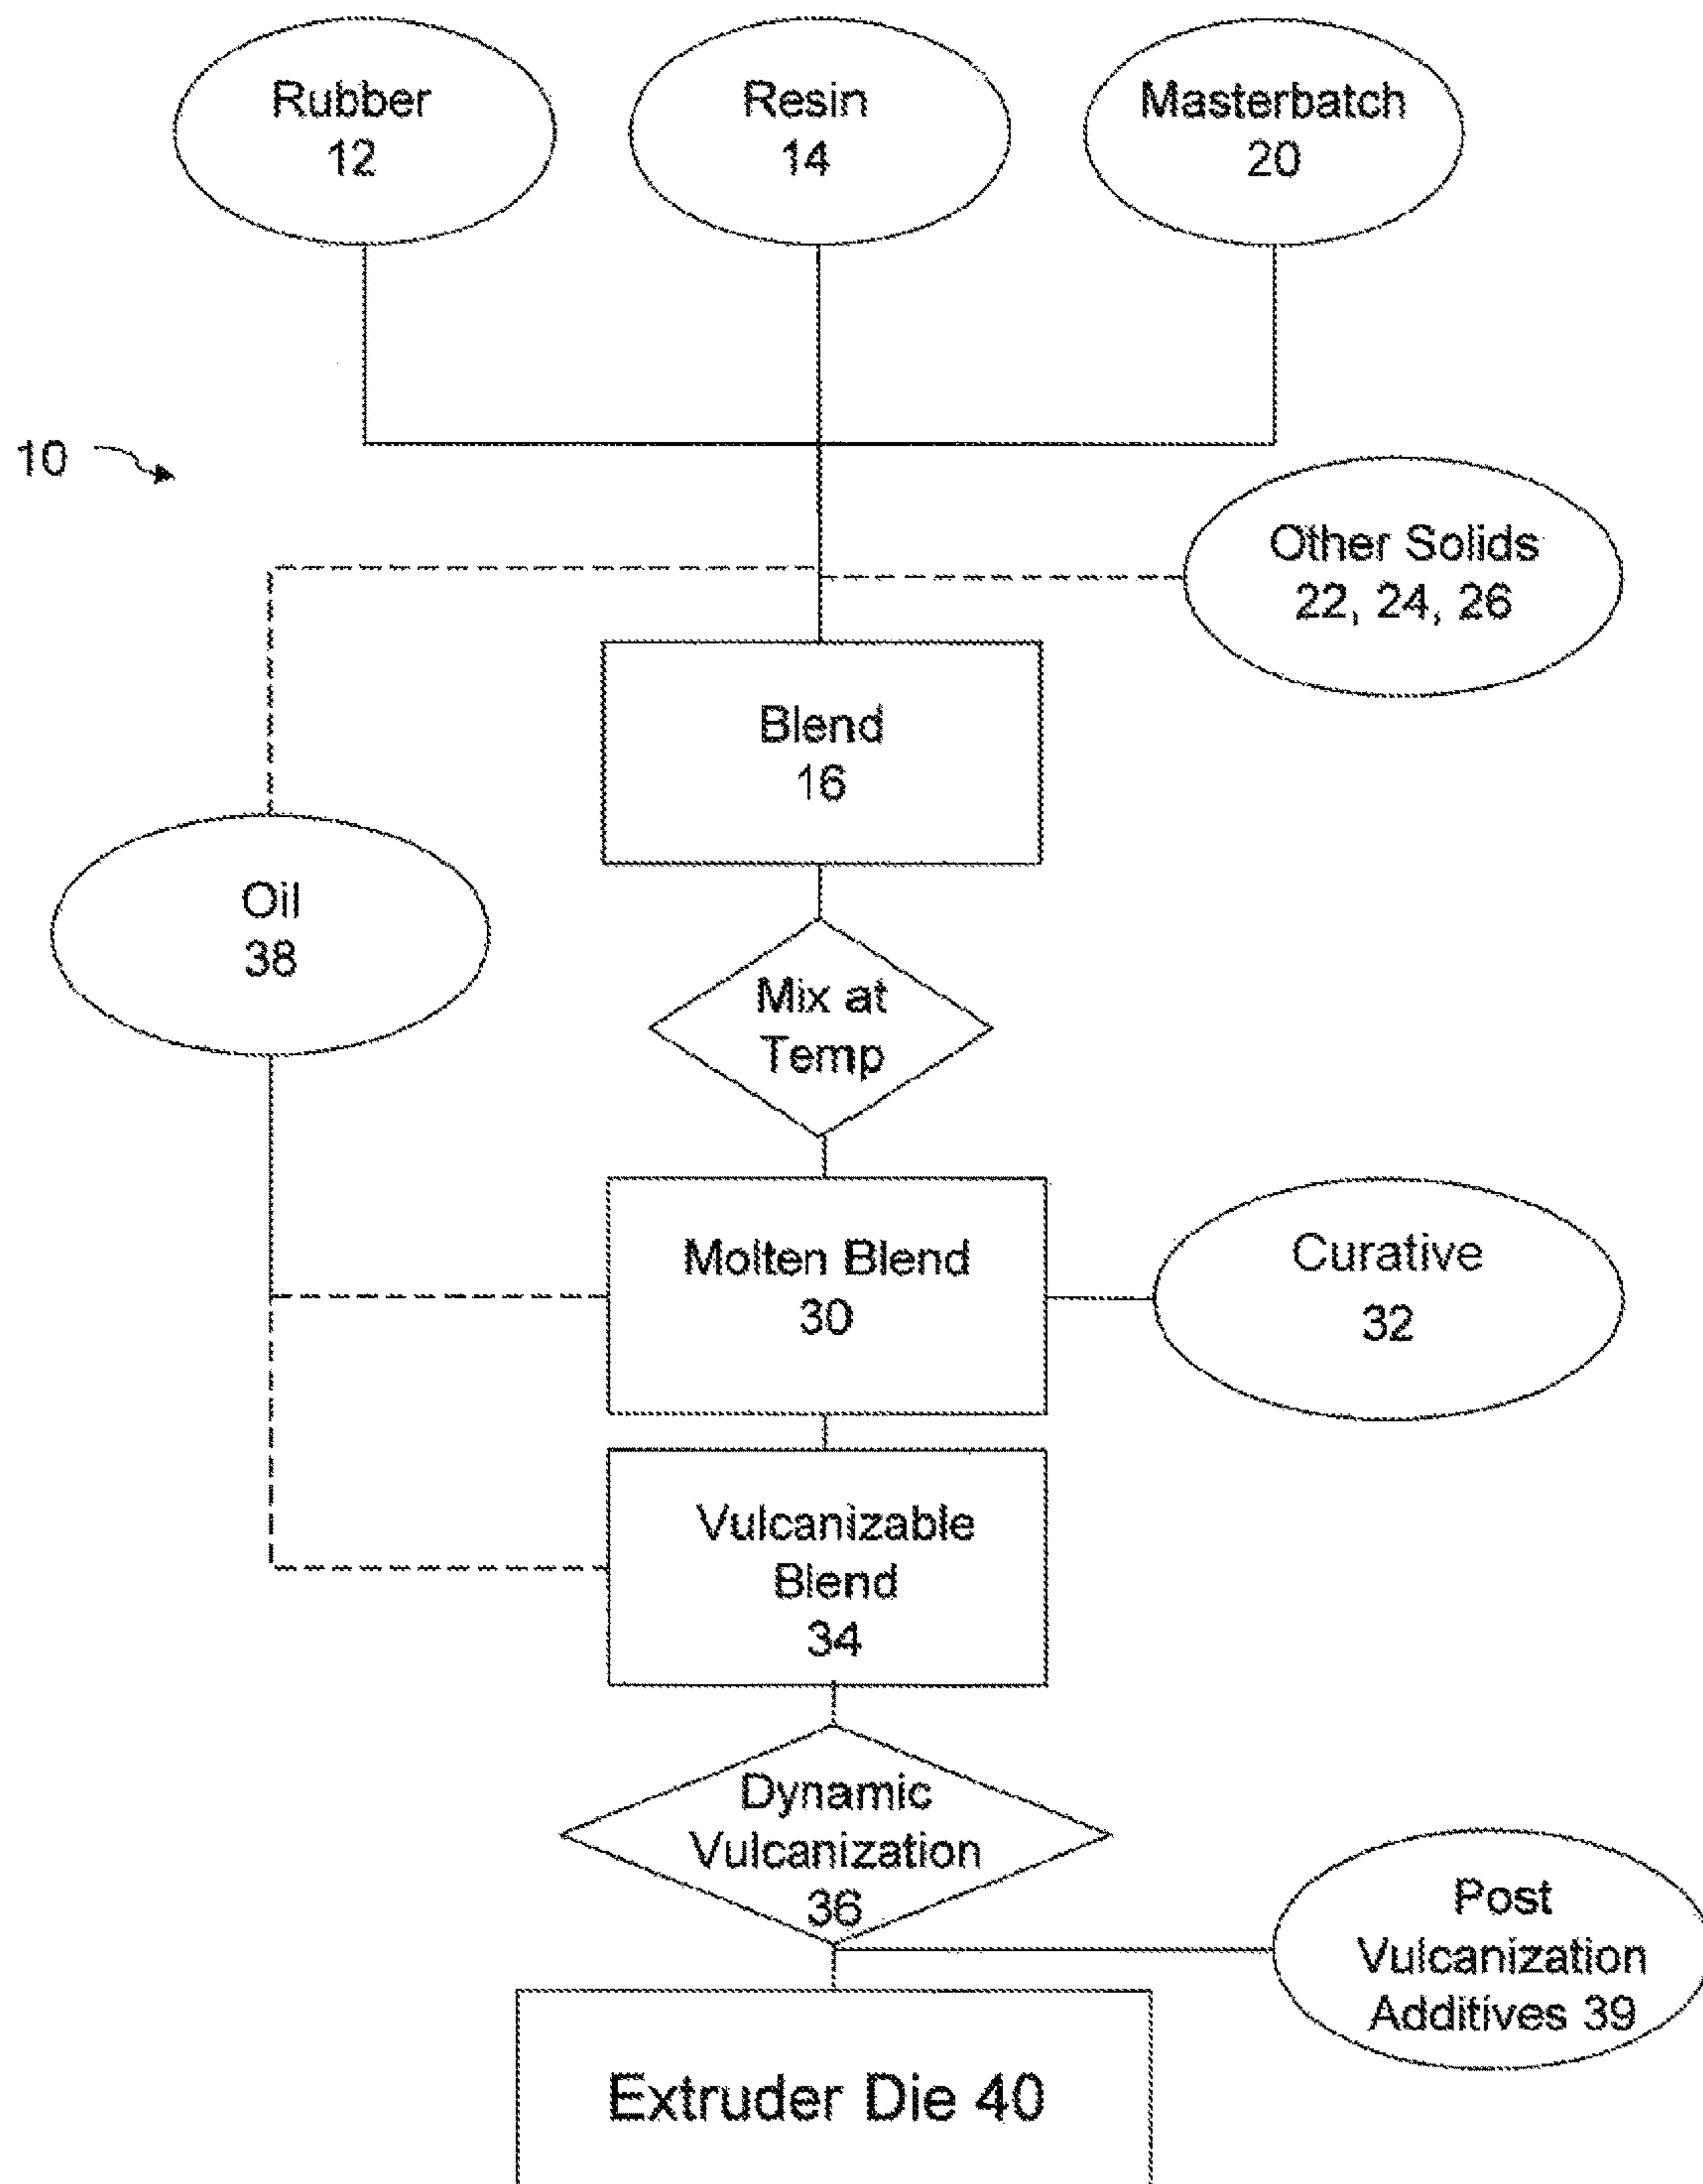 Rubber
12
Resin
14
Masterbatch
20
10
Other Solids
22, 24, 26
Blend
16
Oil
38
Mix at
Temp
Molten Blend
30
Curative
32
Vulcanizable
Blend
34
Dynamic
Vulcanization
36
Post
Vulcanization
Additives 39
Extruder Die 40